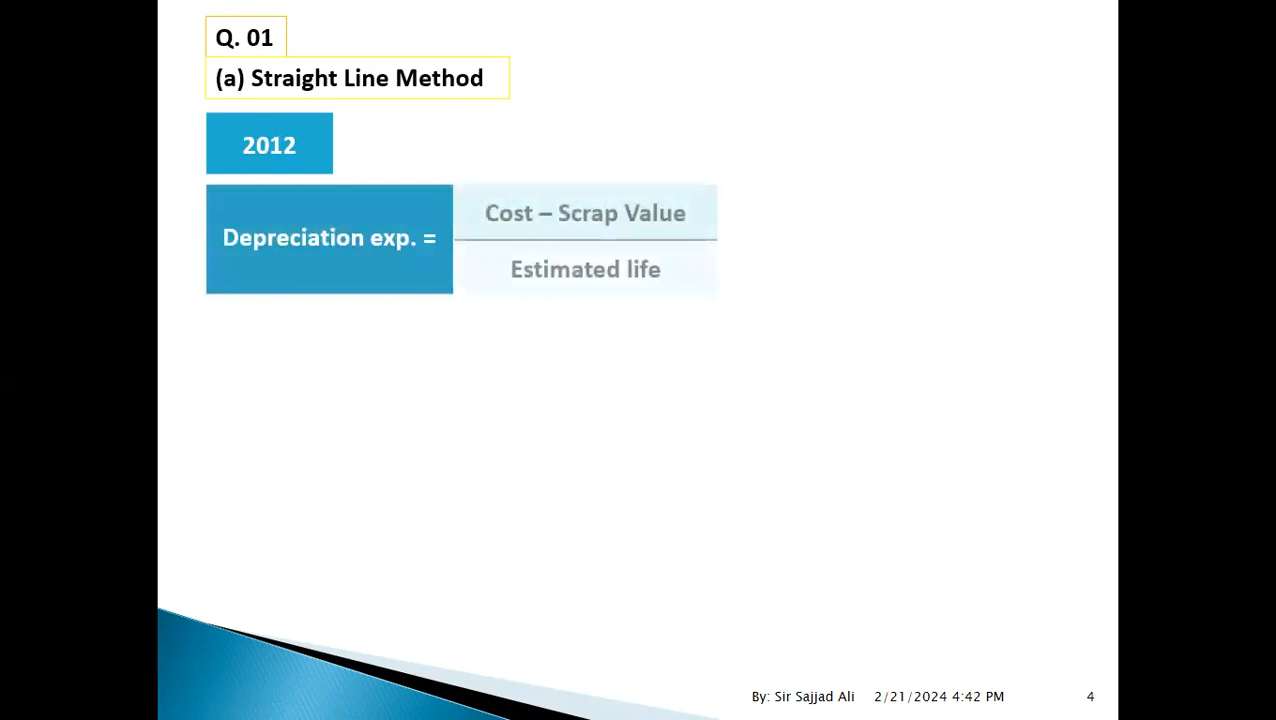 Q. 01
(a) Straight Line Method
2012
Depreciation exp. =
Cost – Scrap Value
Estimated life
By: Sir Sajjad Ali 2/21/2024 4:42 PM 4